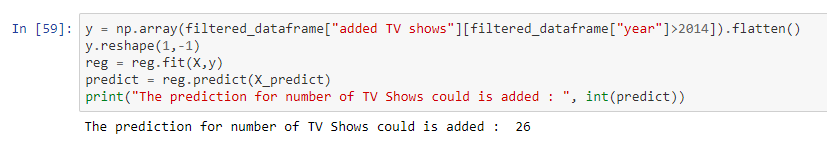 In [59]: y = np.array(filtered_dataframe["added TV shows"][filtered_dataframe["year"]>2014]).flatten()
y.reshape(1,-1)
reg = reg.fit(X,y)
predict = reg.predict(X_predict)
print("The prediction for number of TV Shows could is added : ", int(predict))
The prediction for number of TV Shows could is added :  26